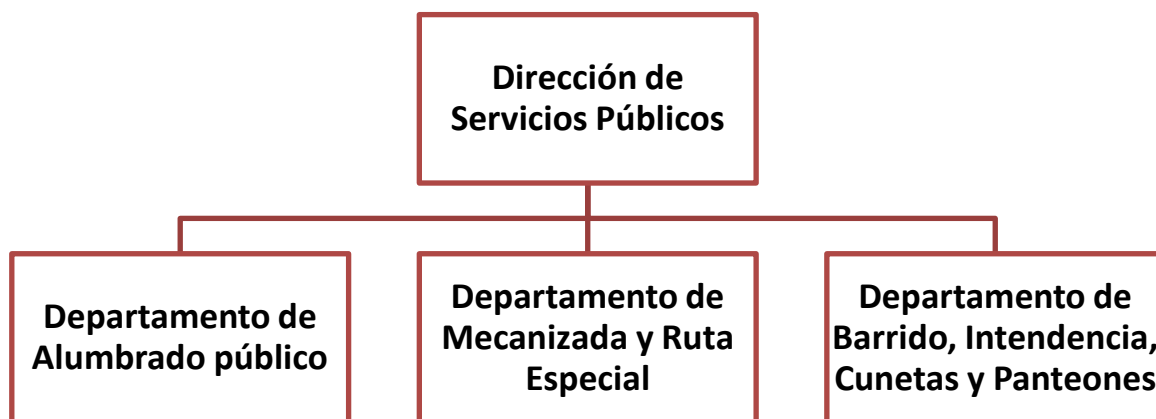 Dirección de
Servicios Públicos
Departamento de
Alumbrado público
Departamento de
Mecanizada y Ruta
Especial
Departamento de
Barrido, Intendencia,
Cunetas y Panteones